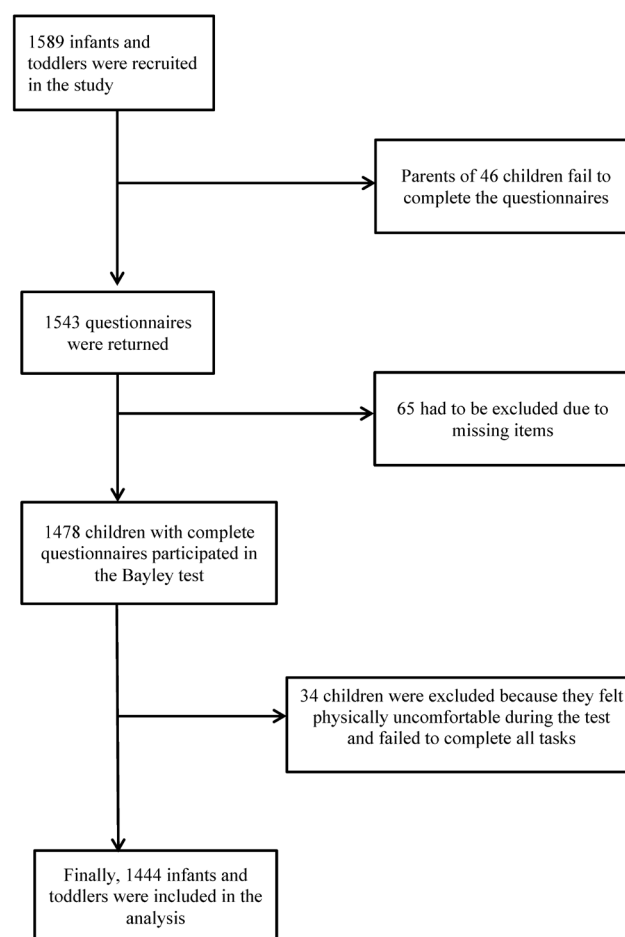 1589 infants and
toddlers were recruited
in the study
Parents of 46 children fail to
complete the questionnaires
1543 questionnaires
were returned
65 had to be excluded due to
missing items
1478 children with complete
questionnaires participated in
the Bayley test
34 children were excluded because they felt
physically uncomfortable during the test
and failed to complete all tasks
Finally, 1444 infants and
toddlers were included in the
analysis